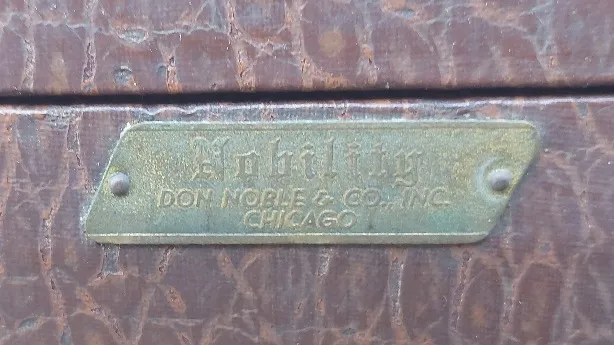 Nobility
DON NOBLE & CO., INC.
CHICAGO